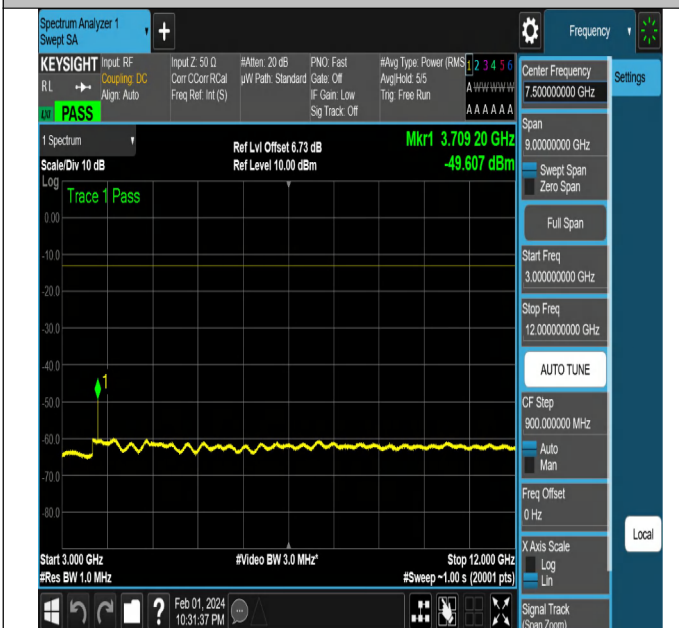 Spectrum Analyzer 1
Swept SA
Frequency
KEYSIGHT
RL
PASS
Input: RF
Coupling: DC
Align: Auto
Input Z: 50 Ω
Corr CCorr RCal
Freq Ref: Int (S)
#Atten: 20 dB
µW Path: Standard
PNO: Fast
Gate: Off
IF Gain: Low
Sig Track: Off
#Avg Type: Power (RMS
Avg|Hold: 5/5
Trig: Free Run
1 2 3 4 5 6
A W W W W W
A A A A A A
Center Frequency
7.500000000 GHz
Settings
1 Spectrum
Scale/Div 10 dB
Ref Lvl Offset 6.73 dB
Ref Level 10.00 dBm
Mkr1 3.709 20 GHz
-49.607 dBm
Log
Trace 1 Pass
0.00
-10.0
-20.0
-30.0
-40.0
-50.0
-60.0
-70.0
-80.0
1
Start 3.000 GHz
#Res BW 1.0 MHz
#Video BW 3.0 MHz*
Stop 12.000 GHz
#Sweep ~1.00 s (20001 pts)
Span
9.00000000 GHz
Swept Span
Zero Span
Full Span
Start Freq
3.000000000 GHz
Stop Freq
12.000000000 GHz
AUTO TUNE
CF Step
900.000000 MHz
Auto
Man
Freq Offset
0 Hz
X Axis Scale
Log
Lin
Signal Track
(Span Zoom)
Local
?
Feb 01, 2024
10:31:37 PM